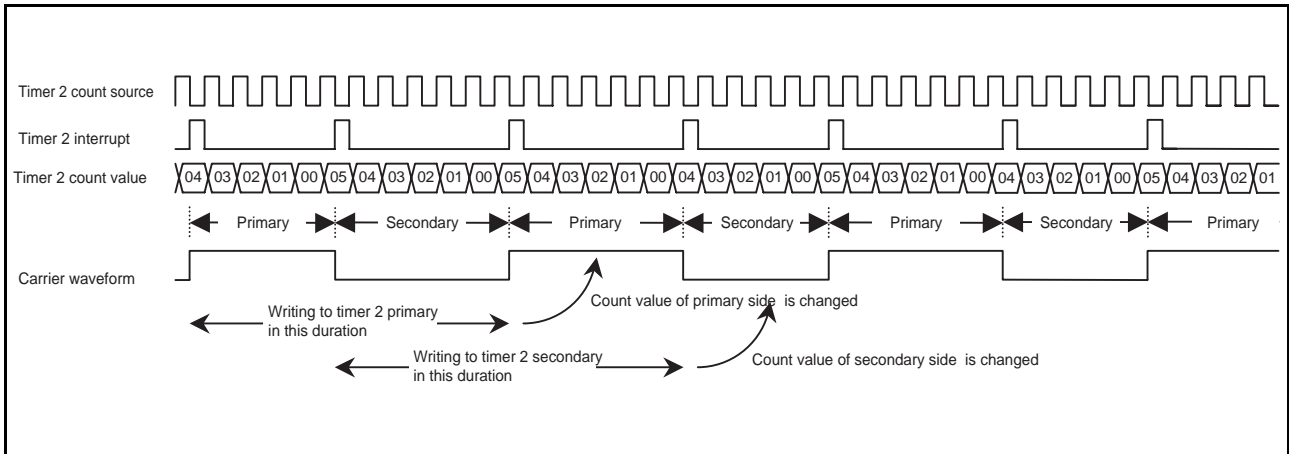 Timer 2 count source
Timer 2 interrupt
Timer 2 count value
04 03 02 01 00 05 04 03 02 01 00 05 04 03 02 01 00 04 03 02 01 00 05 04 03 02 01 00 04 03 02 01 00 05 04 03 02 01
Primary Secondary Primary Secondary Primary Secondary Primary
Carrier waveform
Count value of primary side is changed
Writing to timer 2 primary
in this duration
Writing to timer 2 secondary
in this duration
Count value of secondary side is changed